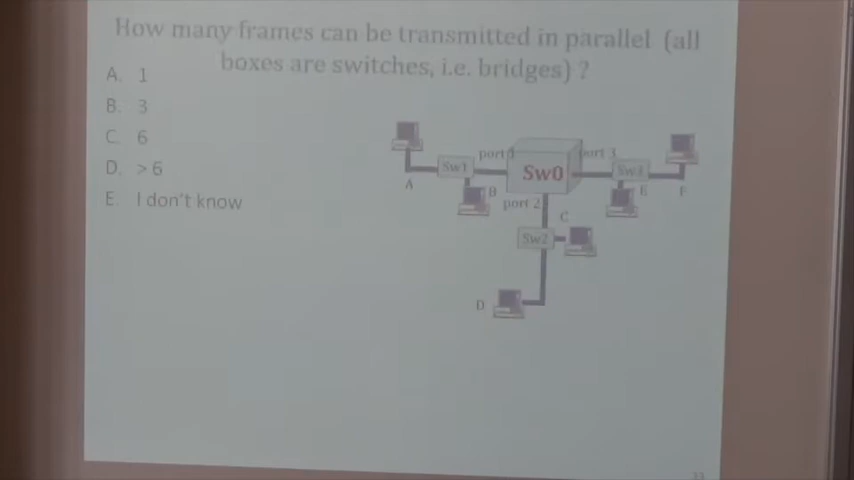 How many frames can be transmitted in parallel (all
boxes are switches, i.e. bridges) ?
A. 1
B. 3
C. 6
D. > 6
E. I don't know
port 1
port 3
Sw1
Sw0
Sw3
A
B
port 2
E
F
C
Sw2
D